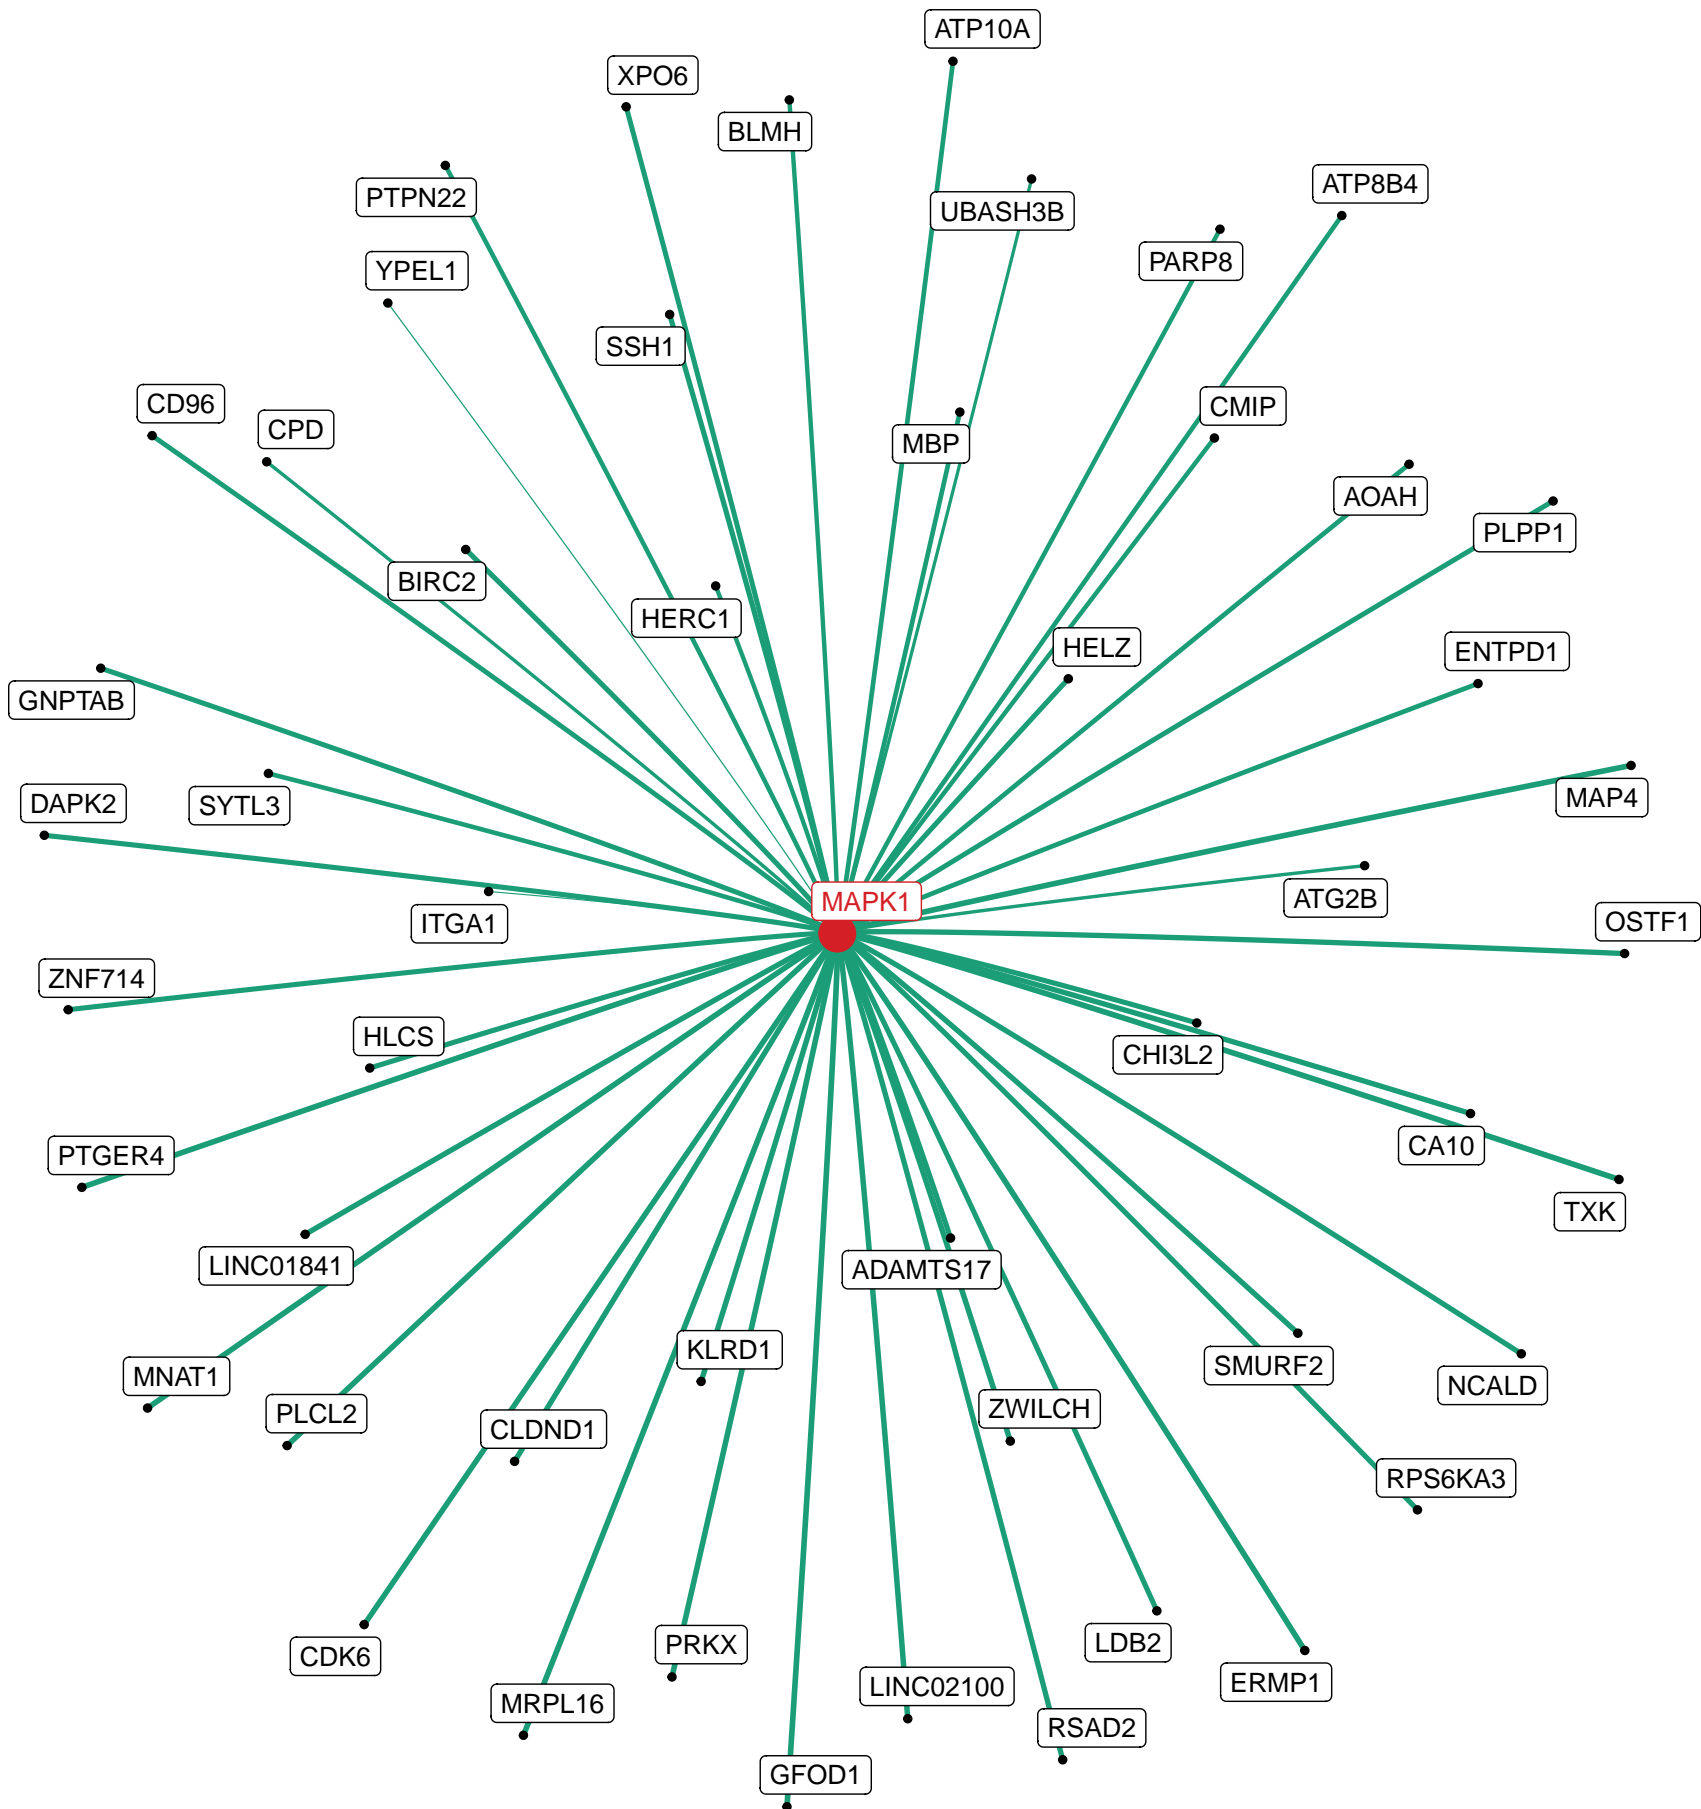 ATP10A
XPO6
BLMH
ATP8B4
PTPN22
UBASH3B
PARP8
YPEL1
SSH1
CD96
CMIP
CPD
MBP
AOAH
PLPP1
BIRC2
HERC1
HELZ
ENTPD1
GNPTAB
MAP4
DAPK2
SYTL3
ATG2B
MAPK1
OSTF1
ITGA1
ZNF714
HLCS
CHI3L2
CA10
PTGER4
TXK
LINC01841
ADAMTS17
KLRD1
SMURF2
MNAT1
NCALD
ZWILCH
PLCL2
CLDND1
RPS6KA3
LDB2
PRKX
CDK6
ERMP1
LINC02100
MRPL16
RSAD2
GFOD1